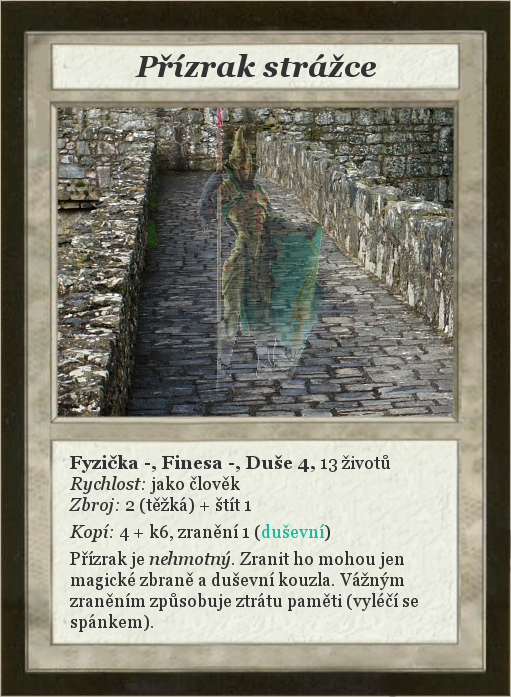 Přízrak strážce
Fyzička -, Finesa -, Duše 4, 13 životů
Rychlost: jako člověk
Zbroj: 2 (těžká) + štít 1
Kopí: 4 + k6, zranění 1 (duševní)
Přízrak je nehmotný. Zranit ho mohou jen
magické zbraně a duševní kouzla. Vážným
zraněním způsobuje ztrátu paměti (vyléčí se
spánkem).